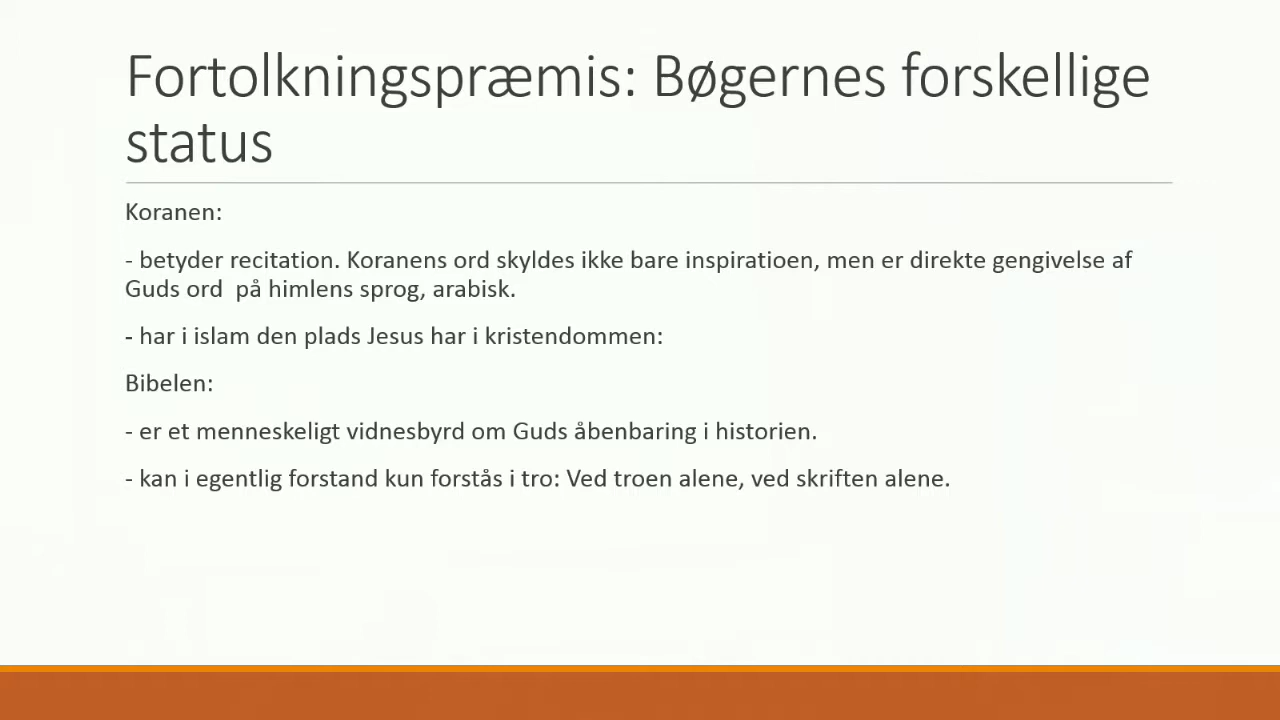 Fortolkningspræmis: Bøgernes forskellige
status
Koranen:
- betyder recitation. Koranens ord skyldes ikke bare inspiratioen, men er direkte gengivelse af
Guds ord  på himlens sprog, arabisk.
- har i islam den plads Jesus har i kristendommen:
Bibelen:
- er et menneskeligt vidnesbyrd om Guds åbenbaring i historien.
- kan i egentlig forstand kun forstås i tro: Ved troen alene, ved skriften alene.